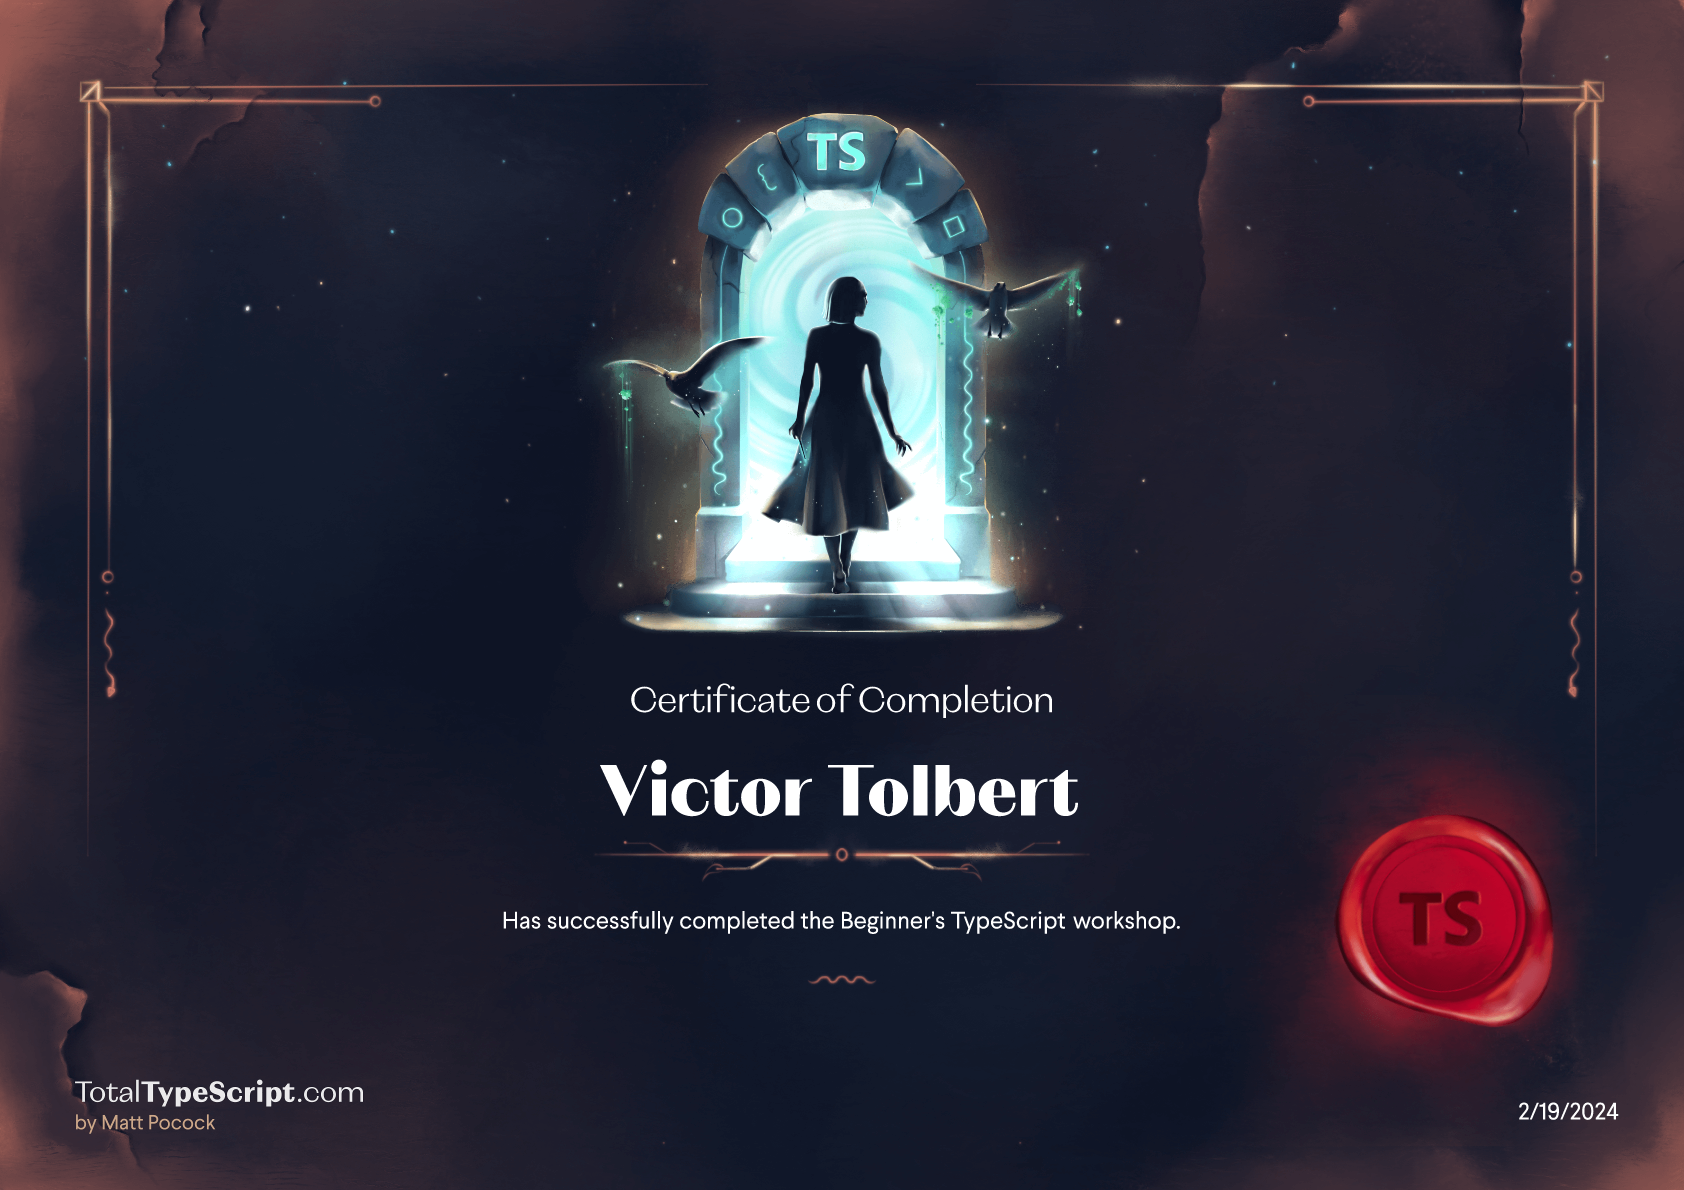 TS
Certificate of Completion
Victor Tolbert
Has successfully completed the Beginner's TypeScript workshop.
TS
TotalTypeScript.com
by Matt Pocock
2/19/2024